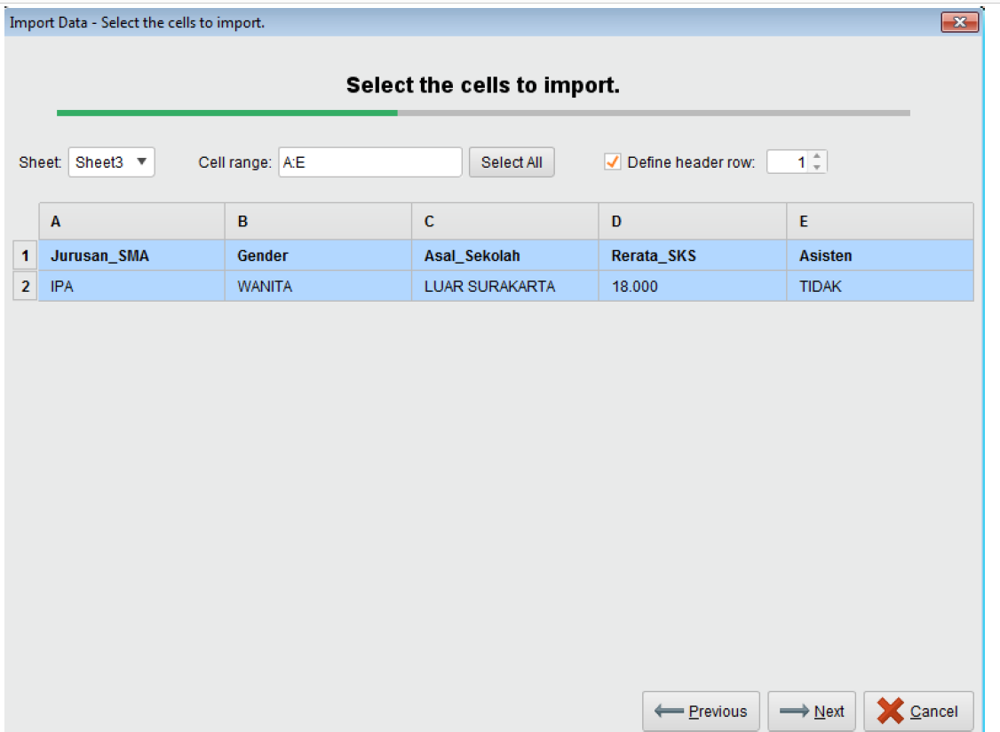 Import Data - Select the cells to import.
Select the cells to import.
Sheet: Sheet3 Cell range: A:E Select All Define header row: 1
A B C D E
1 Jurusan_SMA Gender Asal_Sekolah Rerata_SKS Asisten
2 IPA WANITA LUAR SURAKARTA 18.000 TIDAK
Previous Next Cancel